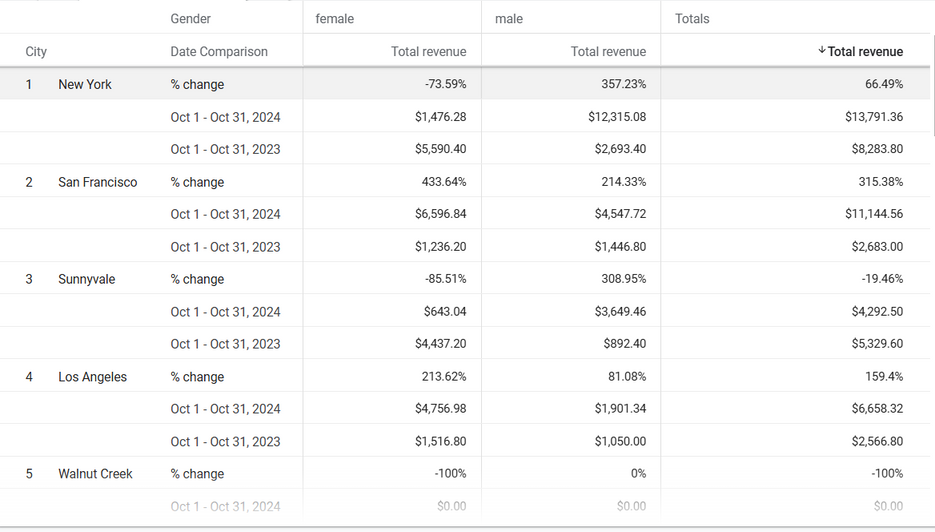 Gender female male Totals
City Date Comparison Total revenue Total revenue ↓ Total revenue
1 New York % change -73.59% 357.23% 66.49%
Oct 1 - Oct 31, 2024 $1,476.28 $12,315.08 $13,791.36
Oct 1 - Oct 31, 2023 $5,590.40 $2,693.40 $8,283.80
2 San Francisco % change 433.64% 214.33% 315.38%
Oct 1 - Oct 31, 2024 $6,596.84 $4,547.72 $11,144.56
Oct 1 - Oct 31, 2023 $1,236.20 $1,446.80 $2,683.00
3 Sunnyvale % change -85.51% 308.95% -19.46%
Oct 1 - Oct 31, 2024 $643.04 $3,649.46 $4,292.50
Oct 1 - Oct 31, 2023 $4,437.20 $892.40 $5,329.60
4 Los Angeles % change 213.62% 81.08% 159.4%
Oct 1 - Oct 31, 2024 $4,756.98 $1,901.34 $6,658.32
Oct 1 - Oct 31, 2023 $1,516.80 $1,050.00 $2,566.80
5 Walnut Creek % change -100% 0% -100%
Oct 1 - Oct 31, 2024 $0.00 $0.00 $0.00